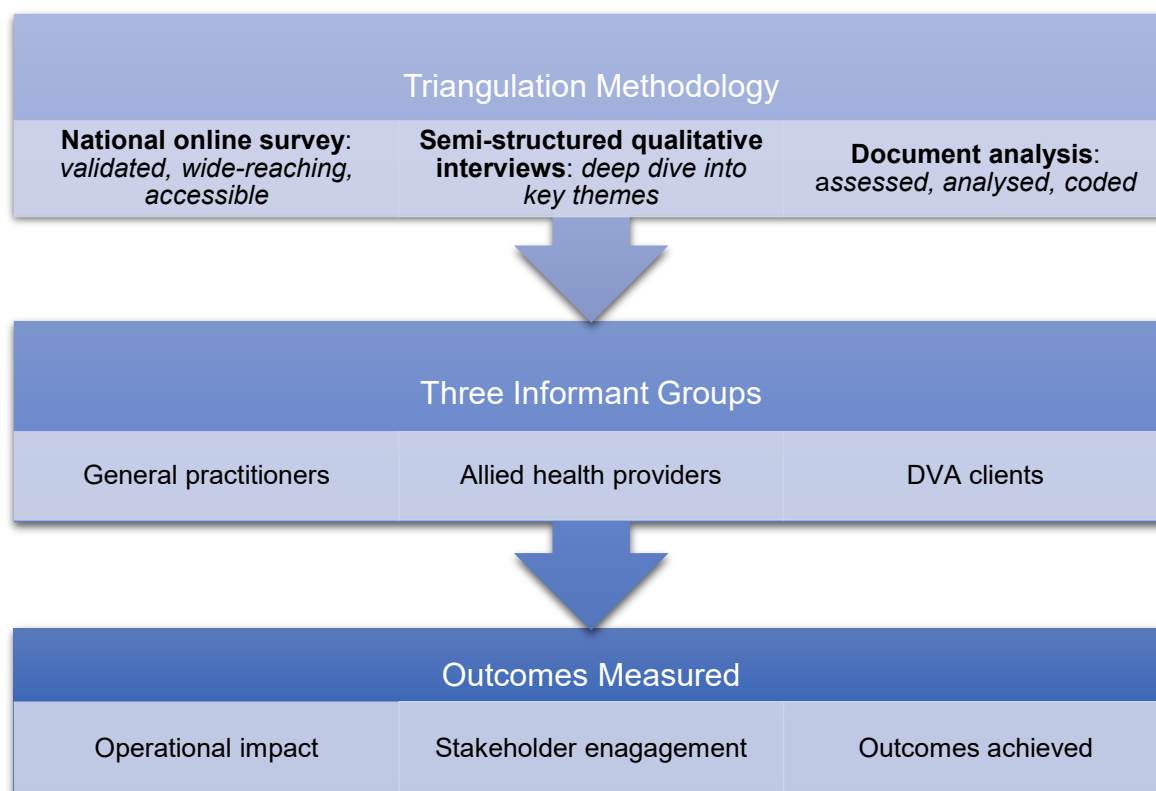 Triangulation Methodology
National online survey:
validated, wide-reaching,
accessible
Semi-structured qualitative
interviews: deep dive into
key themes
Document analysis:
assessed, analysed, coded
Three Informant Groups
General practitioners
Allied health providers
DVA clients
Outcomes Measured
Operational impact
Stakeholder enagagement
Outcomes achieved